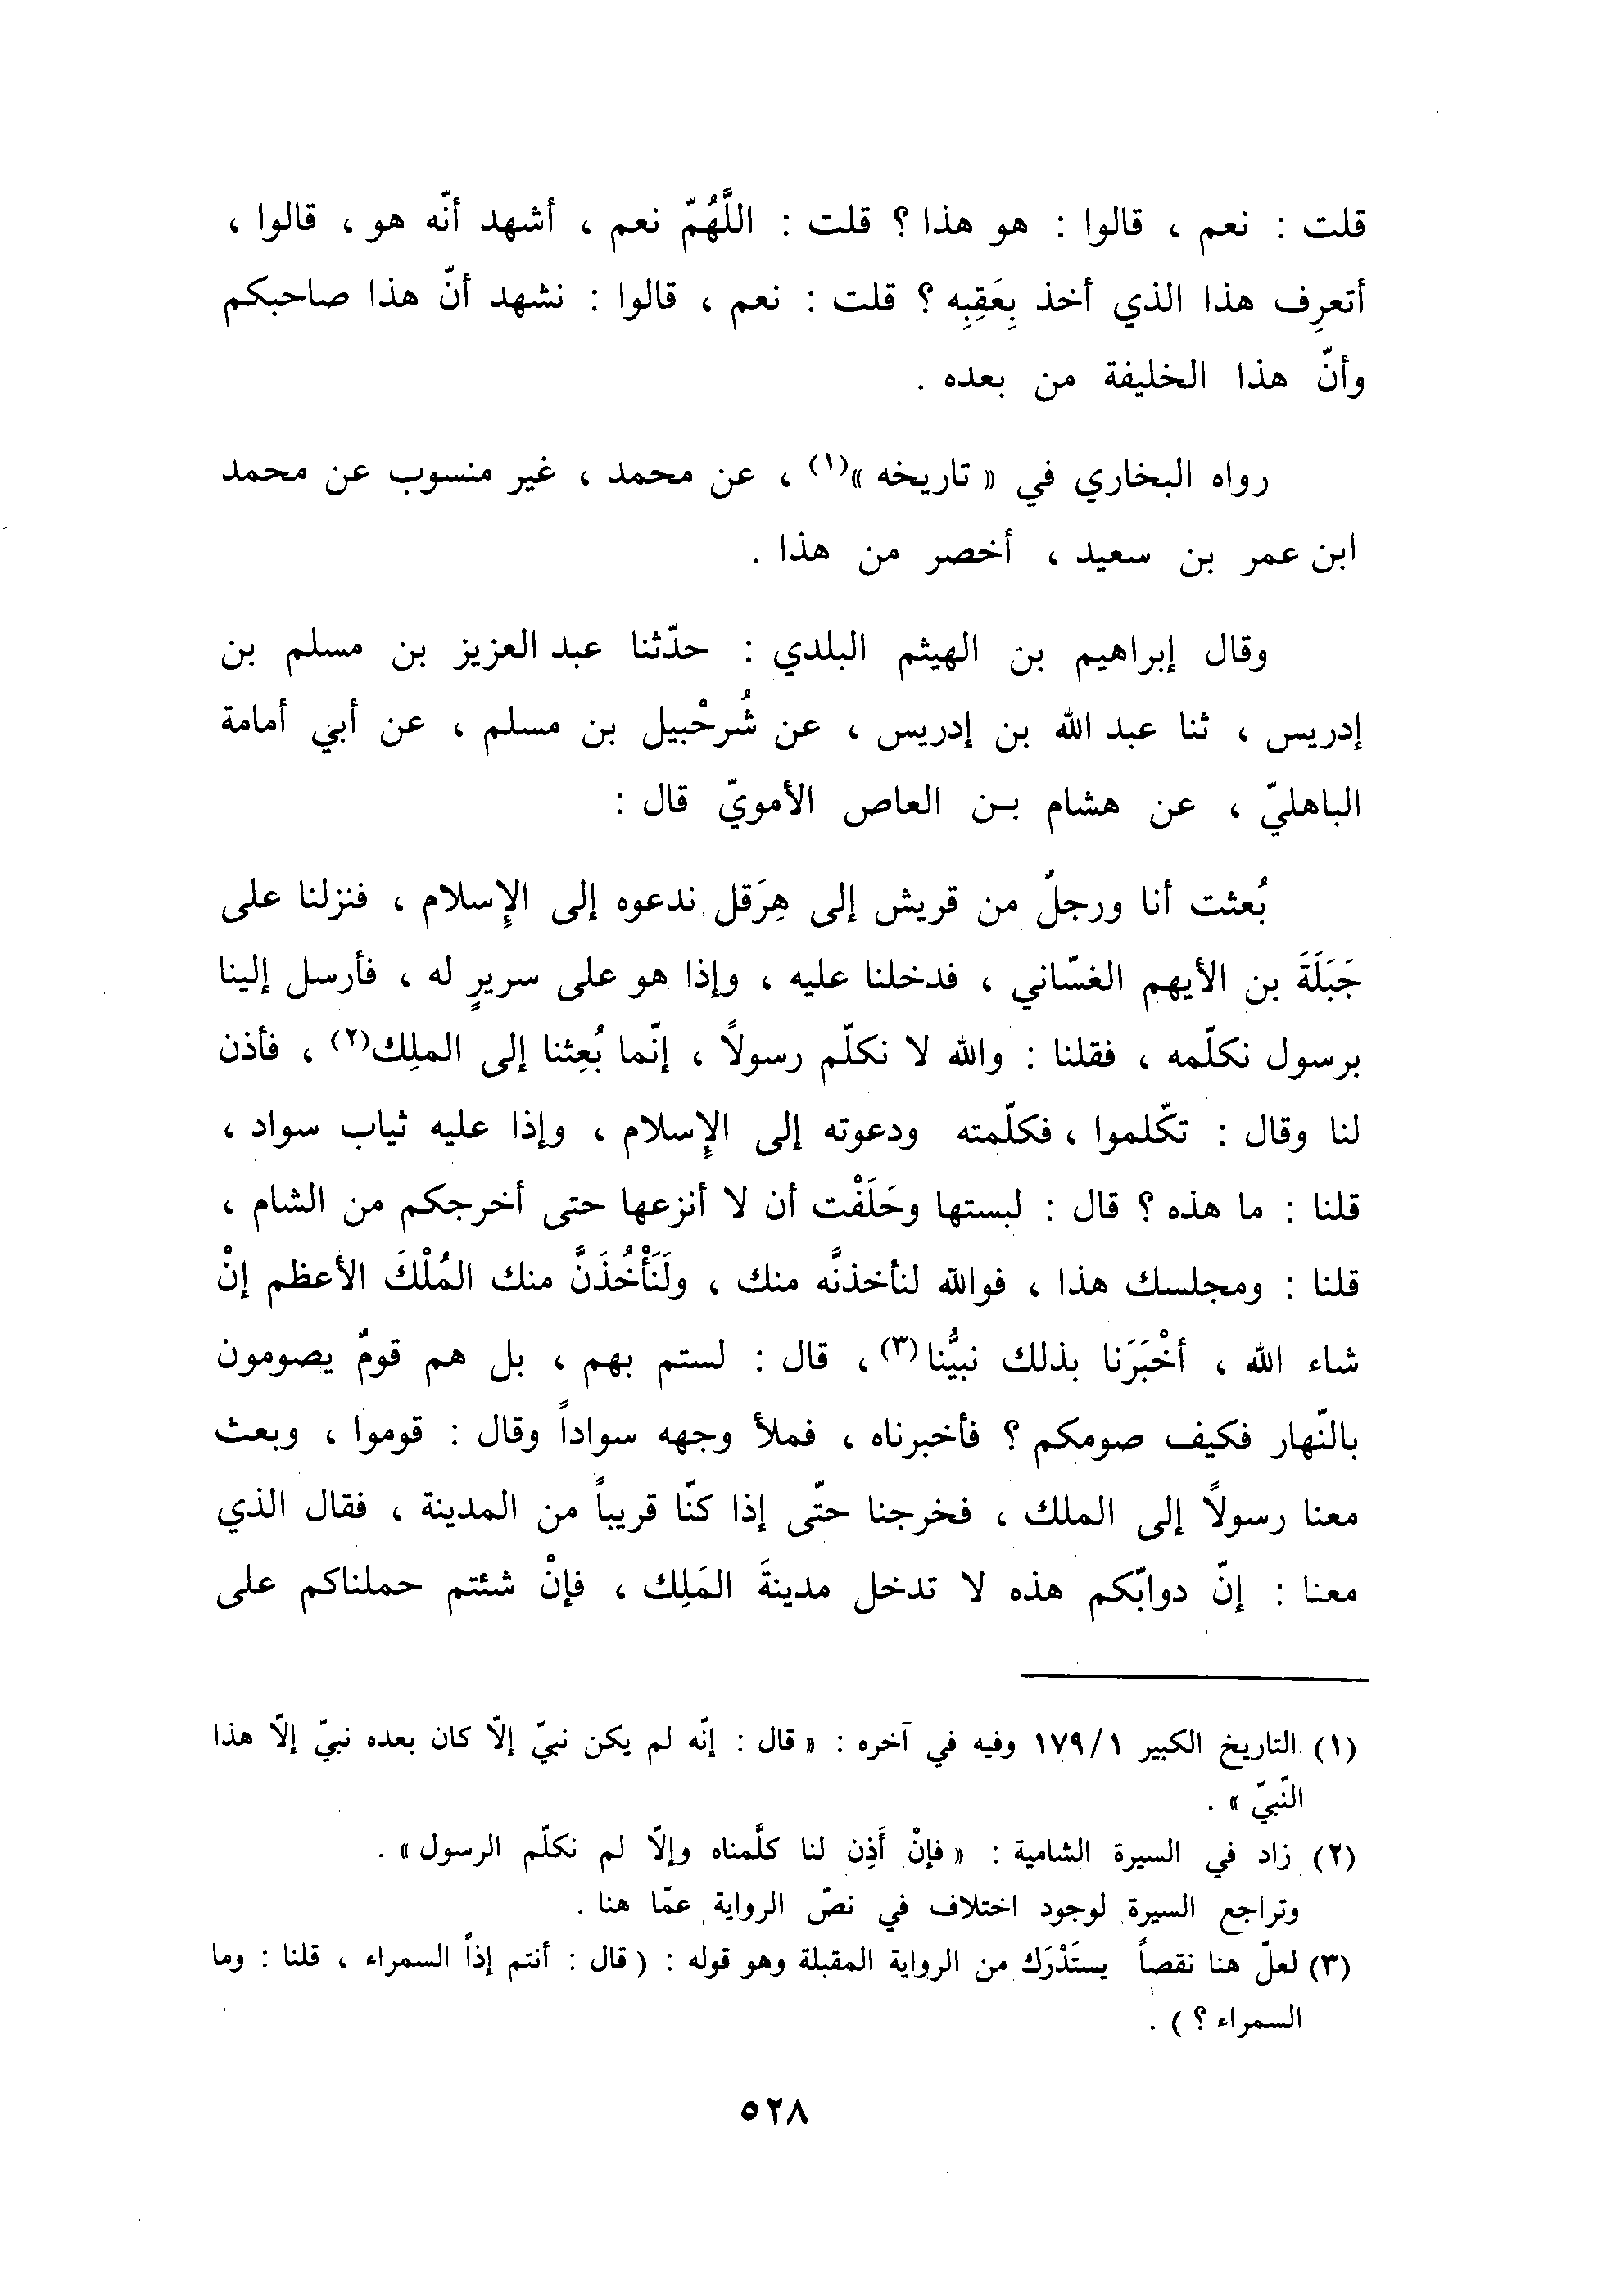 قلت : نعم ، قالوا : هو هذا ؟ قلت : اللَّهُمّ نعم ، أشهد أنّه هو ، قالوا ،
أتعرِف هذا الذي أخذ بِعَقِبِه ؟ قلت : نعم ، قالوا : نشهد أنّ هذا صاحبكم
وأنّ هذا الخليفة من بعده .
رواه البخاري في « تاريخه »(١) ، عن محمد ، غير منسوب عن محمد
ابن عمر بن سعيد ، أخصر من هذا .
وقال إبراهيم بن الهيثم البلدي : حدّثنا عبد العزيز بن مسلم بن
إدريس ، ثنا عبد الله بن إدريس ، عن شُرحْبيل بن مسلم ، عن أبي أمامة
الباهليّ ، عن هشام بن العاص الأمويّ قال :
بُعثت أنا ورجلٌ من قريش إلى هِرَقل ندعوه إلى الإِسلام ، فنزلنا على
جَبَلَةَ بن الأيهم الغسّاني ، فدخلنا عليه ، وإذا هو على سريرٍ له ، فأرسل إلينا
برسول نكلّمه ، فقلنا : والله لا نكلّم رسولاً ، إنّما بُعِثنا إلى الملِك(٢) ، فأذن
لنا وقال : تكّلموا ، فكلّمته ودعوته إلى الإِسلام ، وإذا عليه ثياب سواد ،
قلنا : ما هذه ؟ قال : لبستها وحَلَفْت أن لا أنزعها حتى أخرجكم من الشام ،
قلنا : ومجلسك هذا ، فوالله لنأخذنَّه منك ، ولَنَأْخُذَنَّ منك المُلْكَ الأعظم إنْ
شاء الله ، أخْبَرَنا بذلك نبيُّنا(٣) ، قال : لستم بهم ، بل هم قومٌ يصومون
بالنّهار فكيف صومكم ؟ فأخبرناه ، فملأ وجهه سواداً وقال : قوموا ، وبعث
معنا رسولاً إلى الملك ، فخرجنا حتّى إذا كنّا قريباً من المدينة ، فقال الذي
معنا : إنّ دوابّكم هذه لا تدخل مدينةَ المَلِك ، فإنْ شئتم حملناكم على
(١) التاريخ الكبير ١٧٩/١ وفيه في آخره : « قال : إنّه لم يكن نبيّ إلّا كان بعده نبيّ إلّا هذا
النّبيّ » .
(٢) زاد في السيرة الشامية : « فإنْ أَذِن لنا كلَّمناه وإلّا لم نكلّم الرسول » .
وتراجع السيرة لوجود اختلاف في نصّ الرواية عمّا هنا .
(٣) لعلّ هنا نقصاً يستَدْرَك من الرواية المقبلة وهو قوله : ( قال : أنتم إذاً السمراء ، قلنا : وما
السمراء ؟ ) .
٥٢٨